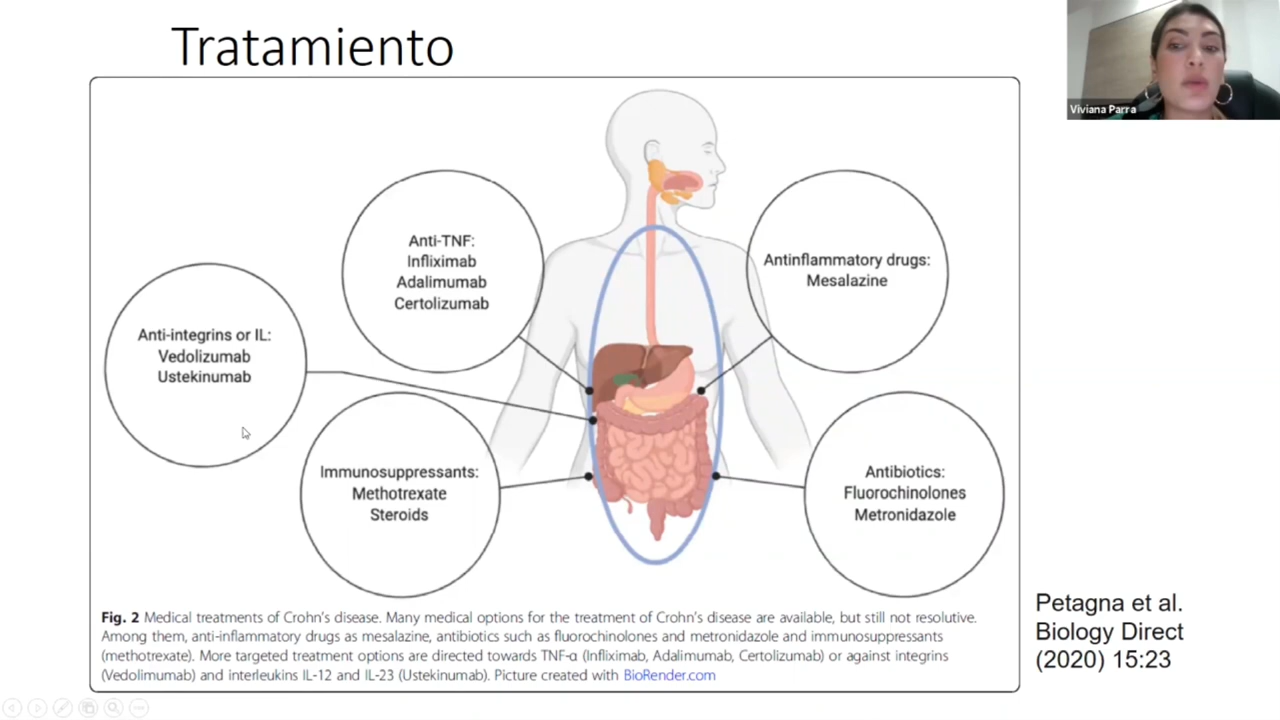 Tratamiento
Viviana Parra
Anti-TNF:
Infliximab
Adalimumab
Certolizumab
Antinflammatory drugs:
Mesalazine
Anti-integrins or IL:
Vedolizumab
Ustekinumab
Immunosuppressants:
Methotrexate
Steroids
Antibiotics:
Fluorochinolones
Metronidazole
Fig. 2 Medical treatments of Crohn's disease. Many medical options for the treatment of Crohn's disease are available, but still not resolutive.
Among them, anti-inflammatory drugs as mesalazine, antibiotics such as fluorochinolones and metronidazole and immunosuppressants
(methotrexate). More targeted treatment options are directed towards TNF-α (Infliximab, Adalimumab, Certolizumab) or against integrins
(Vedolimumab) and interleukins IL-12 and IL-23 (Ustekinumab). Picture created with BioRender.com
Petagna et al.
Biology Direct
(2020) 15:23